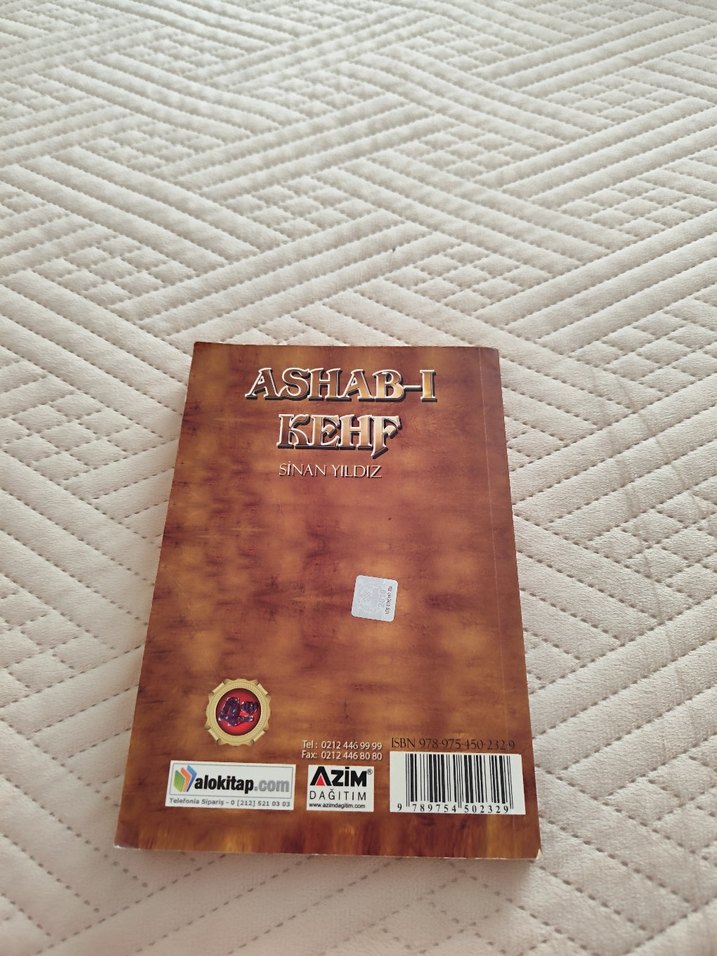 ASHAB-I
KEHF
SİNAN YILDIZ
Tel : 0212 446 99 99
Fax: 0212 446 80 80
ISBN 978-975-450-232-9
alokitap.com
Telefonla Sipariş - 0 [212] 521 03 03
AZİM®
DAĞITIM
www.azimdagitim.com
9 789754 502329